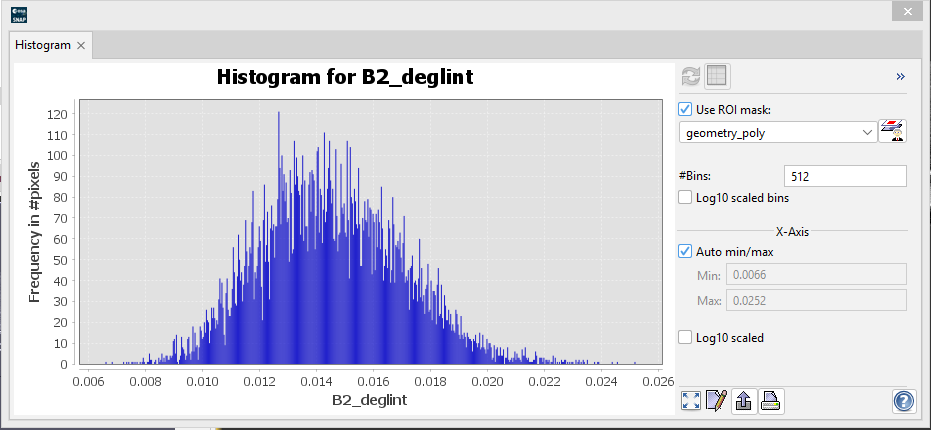 esa
SNAP
Histogram
Histogram for B2_deglint
Frequency in #pixels
120
110
100
90
80
70
60
50
40
30
20
10
0
0.006 0.008 0.010 0.012 0.014 0.016 0.018 0.020 0.022 0.024 0.026
B2_deglint
Use ROI mask:
geometry_poly
#Bins: 512
Log10 scaled bins
X-Axis
Auto min/max
Min: 0.0066
Max: 0.0252
Log10 scaled